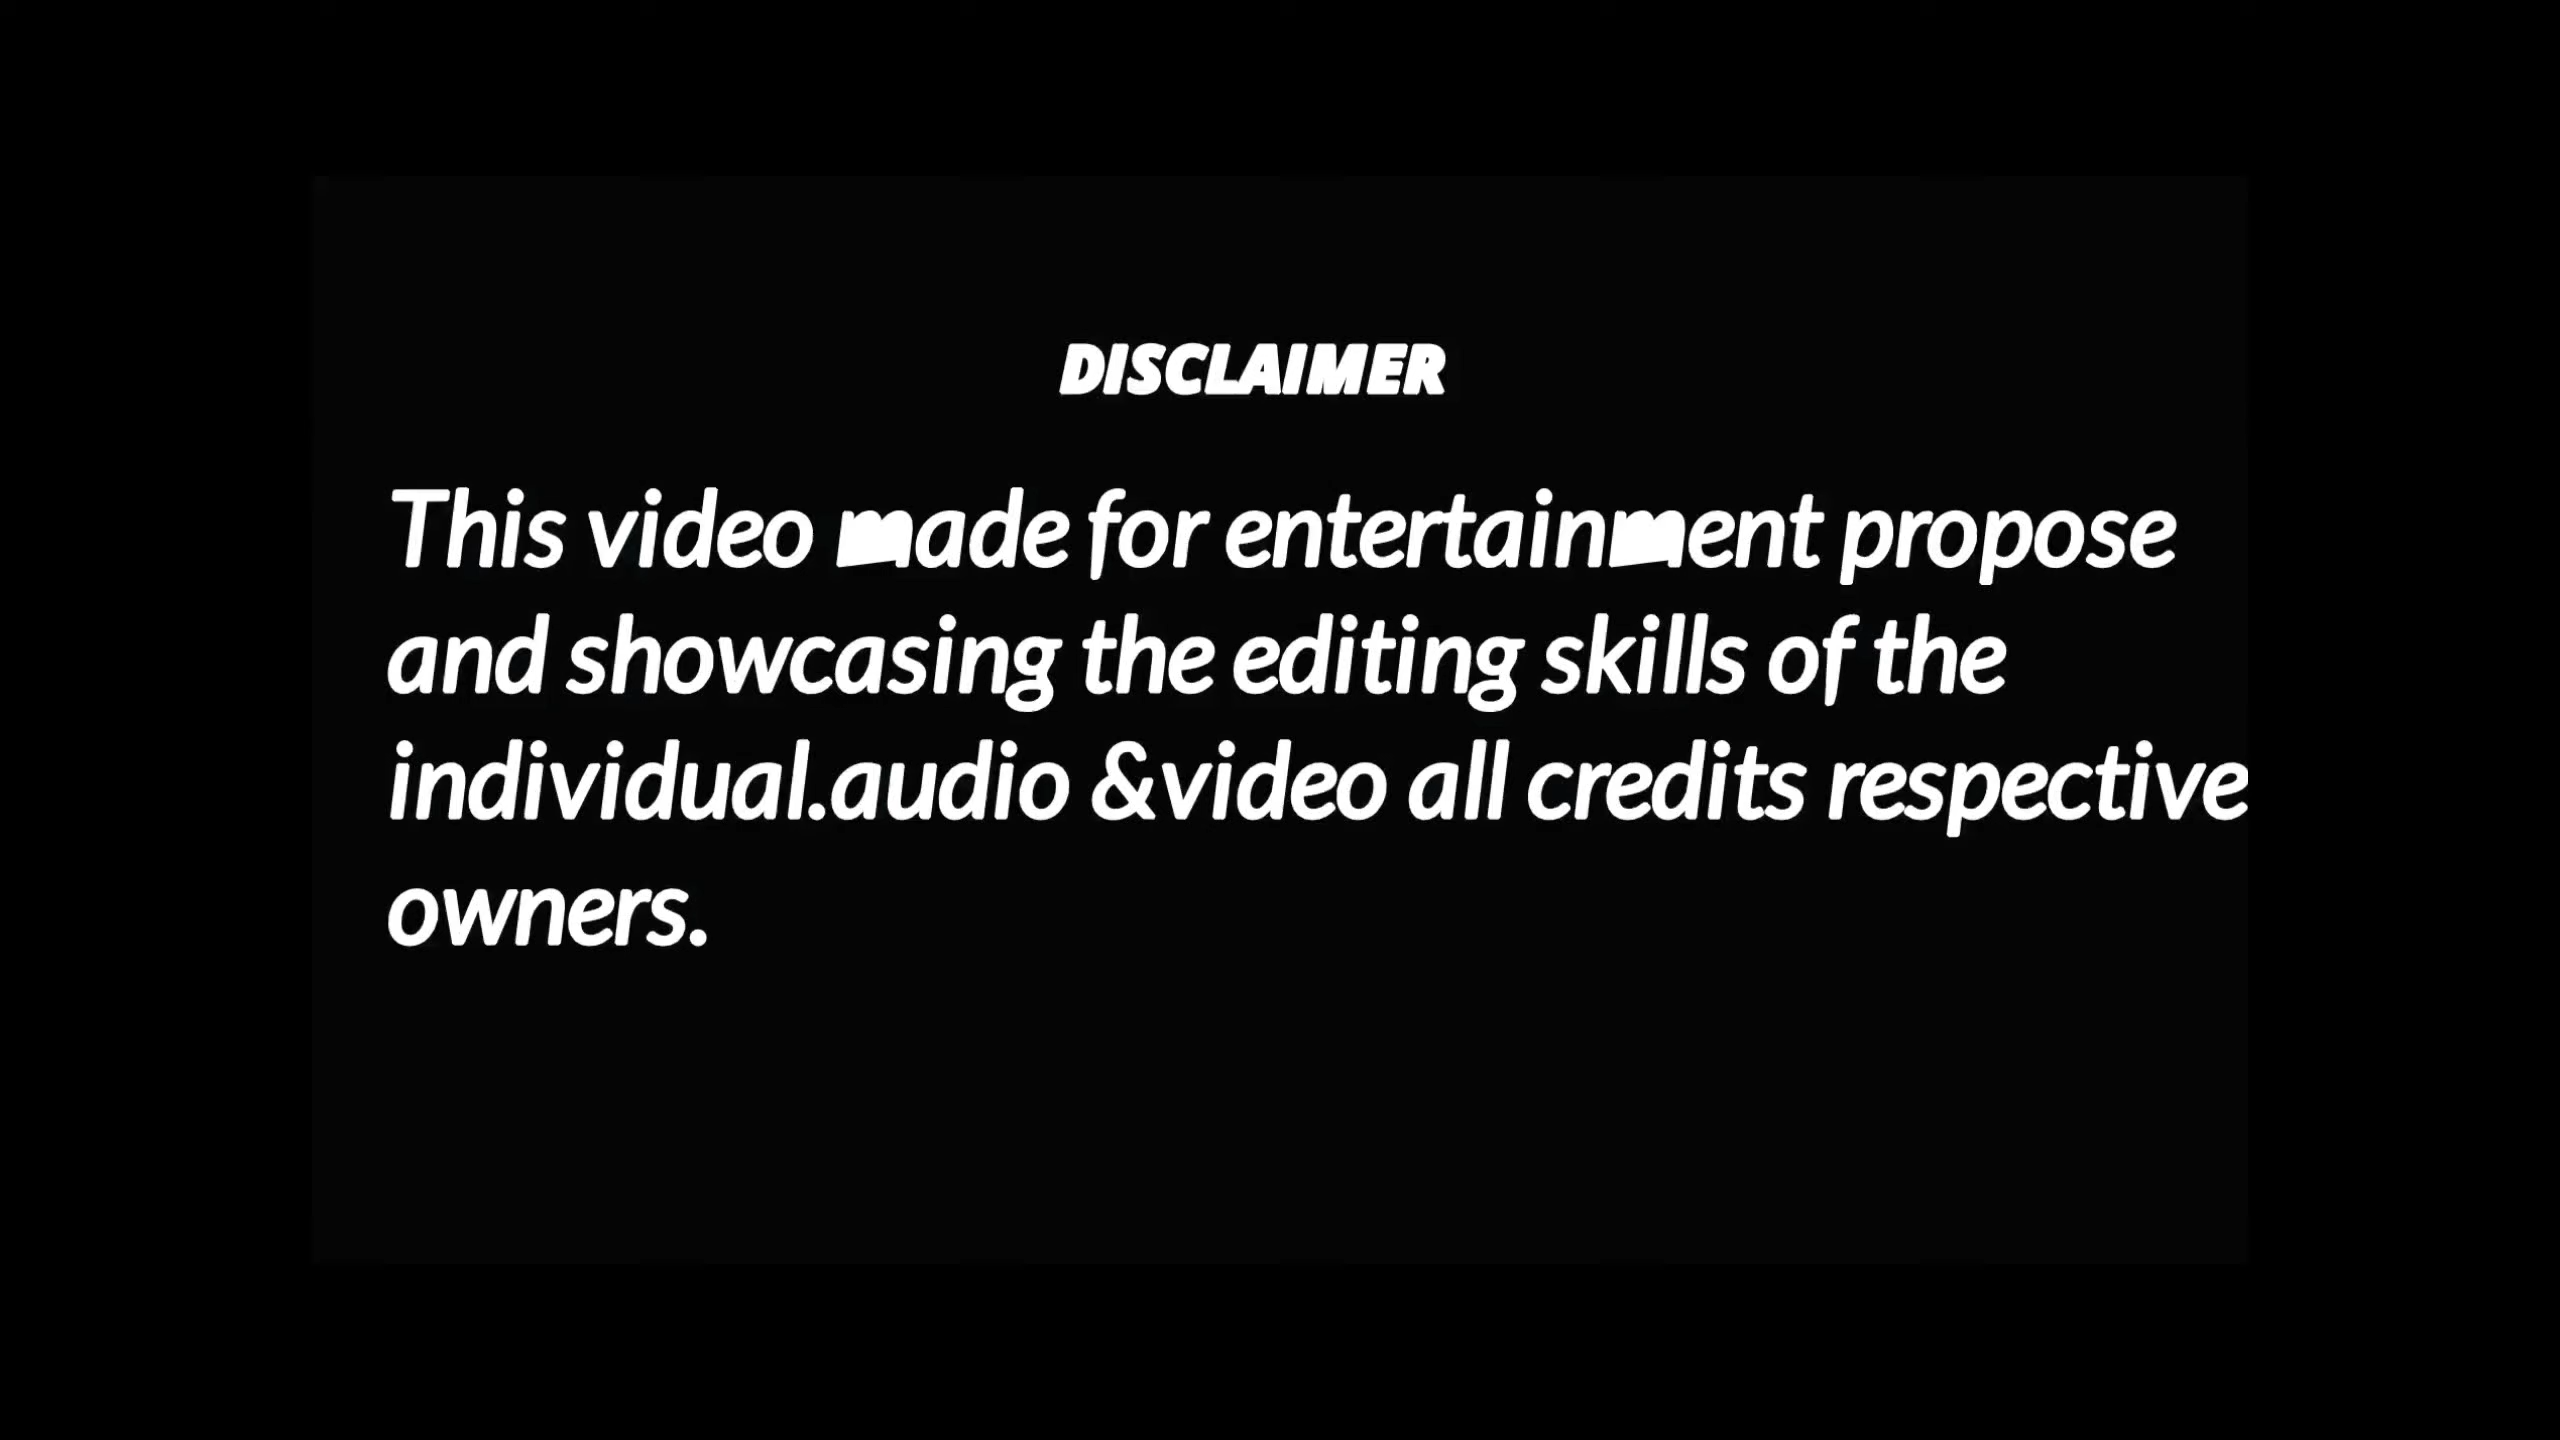 DISCLAIMER
This video made for entertainment propose
and showcasing the editing skills of the
individual.audio &video all credits respective
owners.